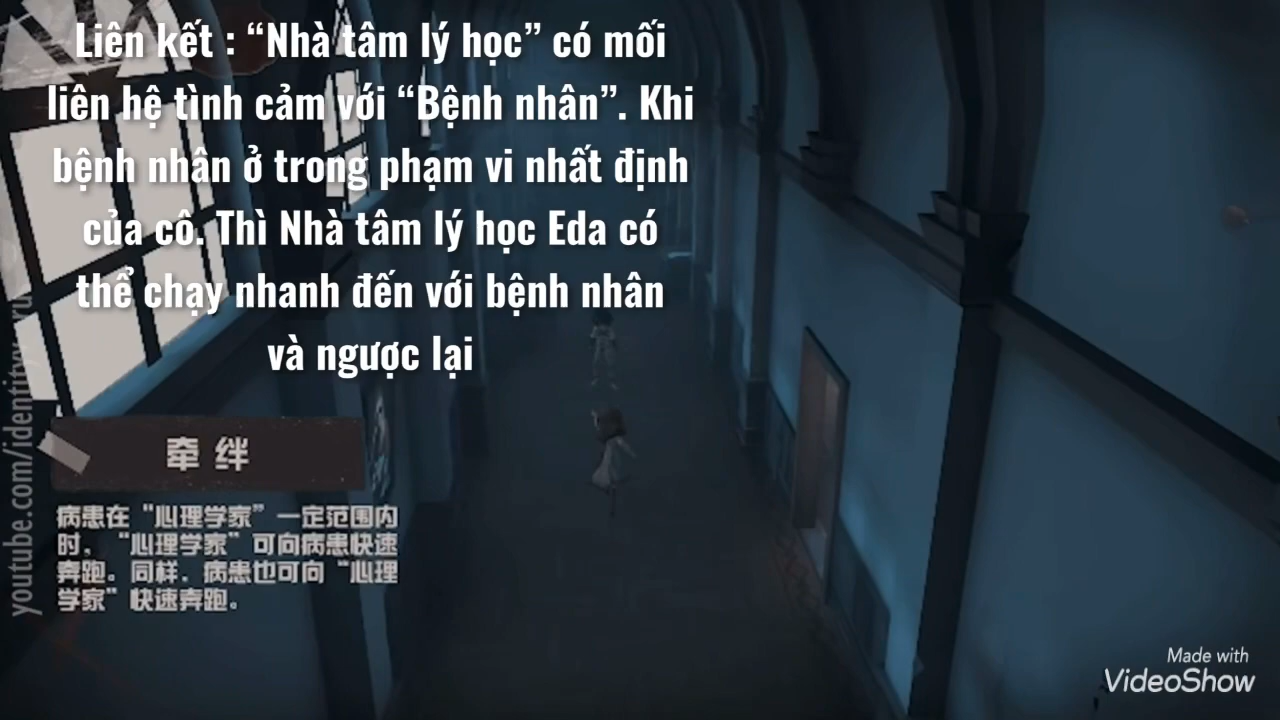 Liên kết : “Nhà tâm lý học” có mối
liên hệ tình cảm với “Bệnh nhân”. Khi
bệnh nhân ở trong phạm vi nhất định
của cô. Thì Nhà tâm lý học Eda có
thể chạy nhanh đến với bệnh nhân
và ngược lại
牵绊
病患在“心理学家”一定范围内
时，“心理学家”可向病患快速
奔跑。同样，病患也可向“心理
学家”快速奔跑。
youtube.com/identityv.ru
Made with
VideoShow